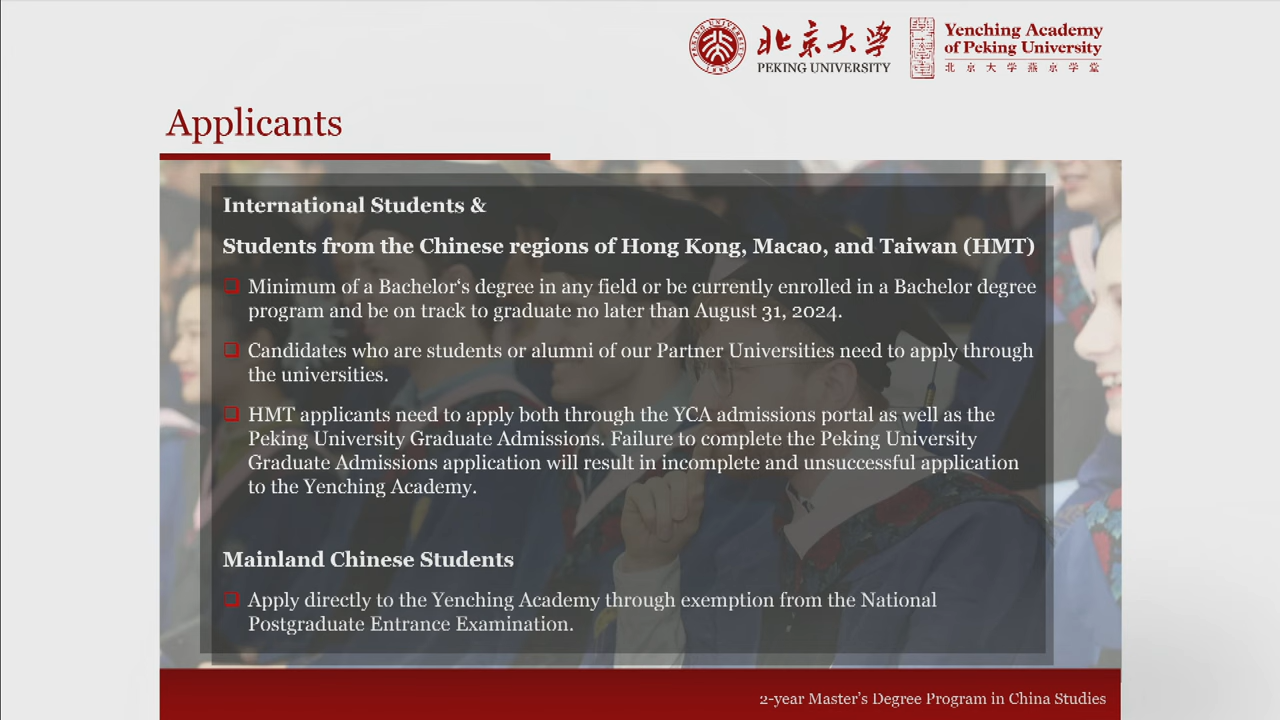 北京大学
PEKING UNIVERSITY
Yenching Academy
of Peking University
北京大学燕京学堂
Applicants
International Students &
Students from the Chinese regions of Hong Kong, Macao, and Taiwan (HMT)
Minimum of a Bachelor‘s degree in any field or be currently enrolled in a Bachelor degree
program and be on track to graduate no later than August 31, 2024.
Candidates who are students or alumni of our Partner Universities need to apply through
the universities.
HMT applicants need to apply both through the YCA admissions portal as well as the
Peking University Graduate Admissions. Failure to complete the Peking University
Graduate Admissions application will result in incomplete and unsuccessful application
to the Yenching Academy.
Mainland Chinese Students
Apply directly to the Yenching Academy through exemption from the National
Postgraduate Entrance Examination.
2-year Master’s Degree Program in China Studies